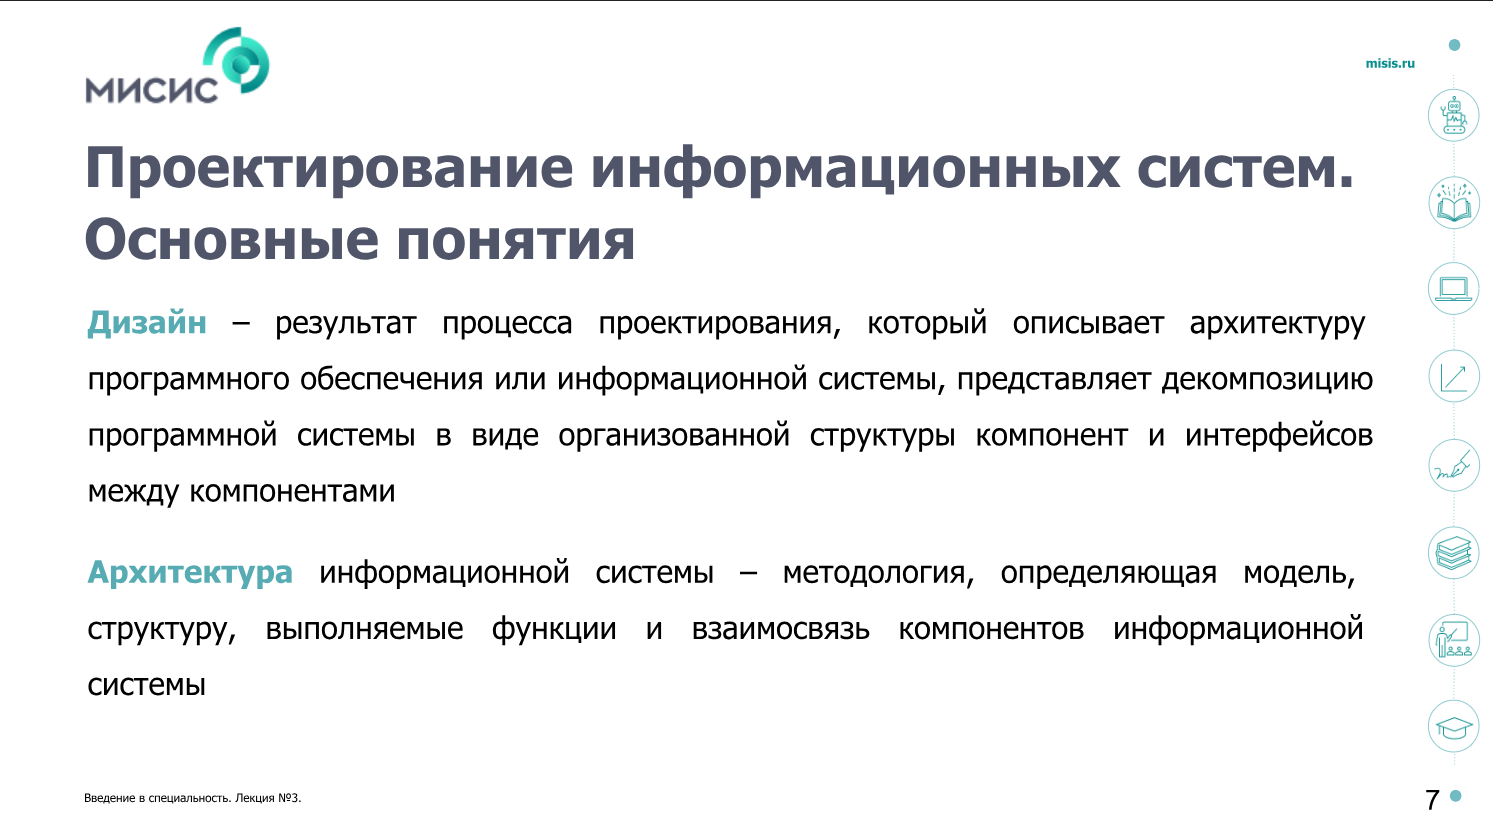 МИСИС
misis.ru
Проектирование информационных систем.
Основные понятия
Дизайн – результат процесса проектирования, который описывает архитектуру
программного обеспечения или информационной системы, представляет декомпозицию
программной системы в виде организованной структуры компонент и интерфейсов
между компонентами
Архитектура информационной системы – методология, определяющая модель,
структуру, выполняемые функции и взаимосвязь компонентов информационной
системы
Введение в специальность. Лекция №3.
7